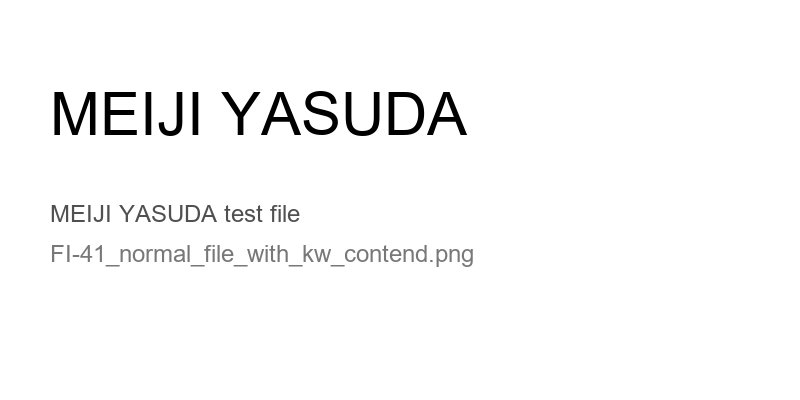 MEIJI YASUDA
MEIJI YASUDA test file
FI-41_normal_file_with_kw_contend.png